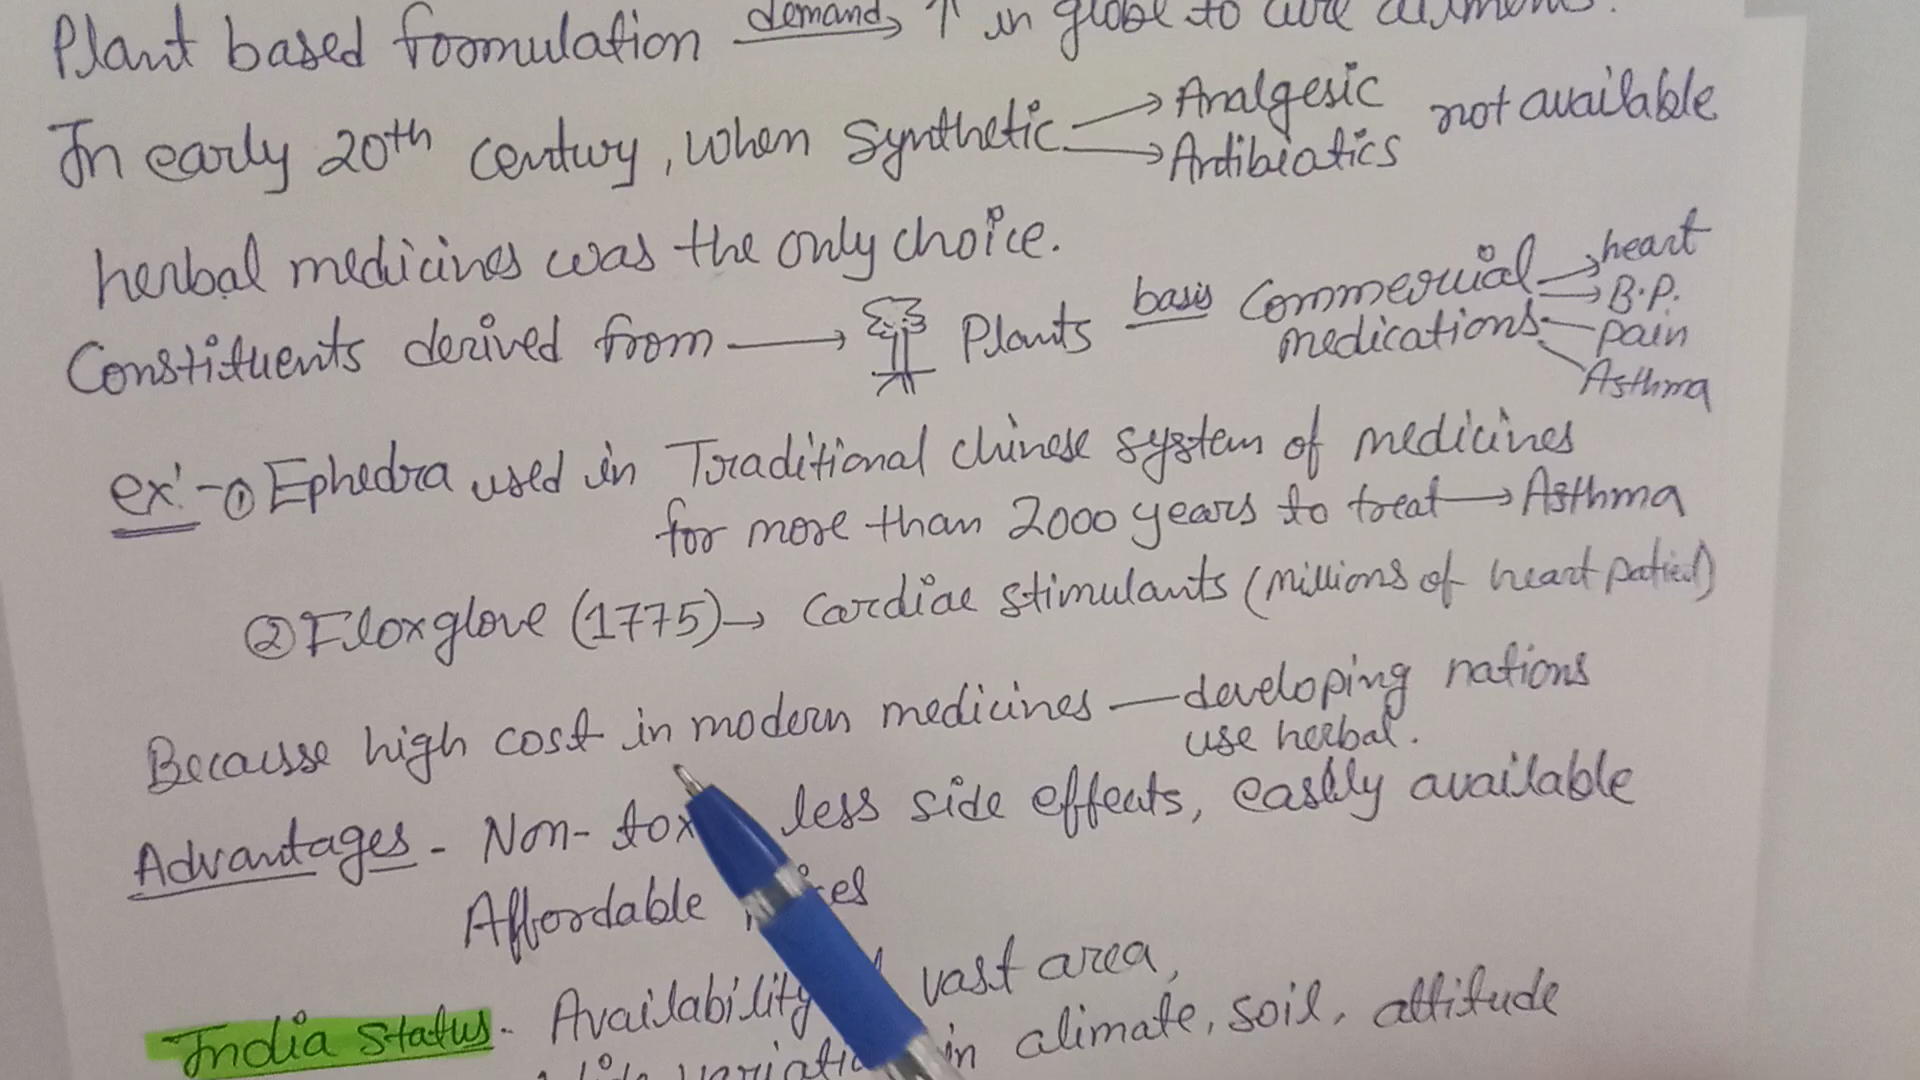 Plant based formulation demand → ↑ in globe to cure ailments.
In early 20th century, when synthetic → Analgesic → Antibiotics not available
herbal medicines was the only choice.
Constituents derived from → Plants basis Commercial medications → heart → B.P. pain Asthma
ex:- ① Ephedra used in Traditional chinese system of medicines
for more than 2000 years to treat → Asthma
② Floxglove (1775) → Cardiac stimulants (millions of heart patient)
Because high cost in modern medicines — developing nations
use herbal.
Advantages - Non-tox less side effects, easily available
Affordable
India Status - Availability vast area,
in climate, soil, attitude